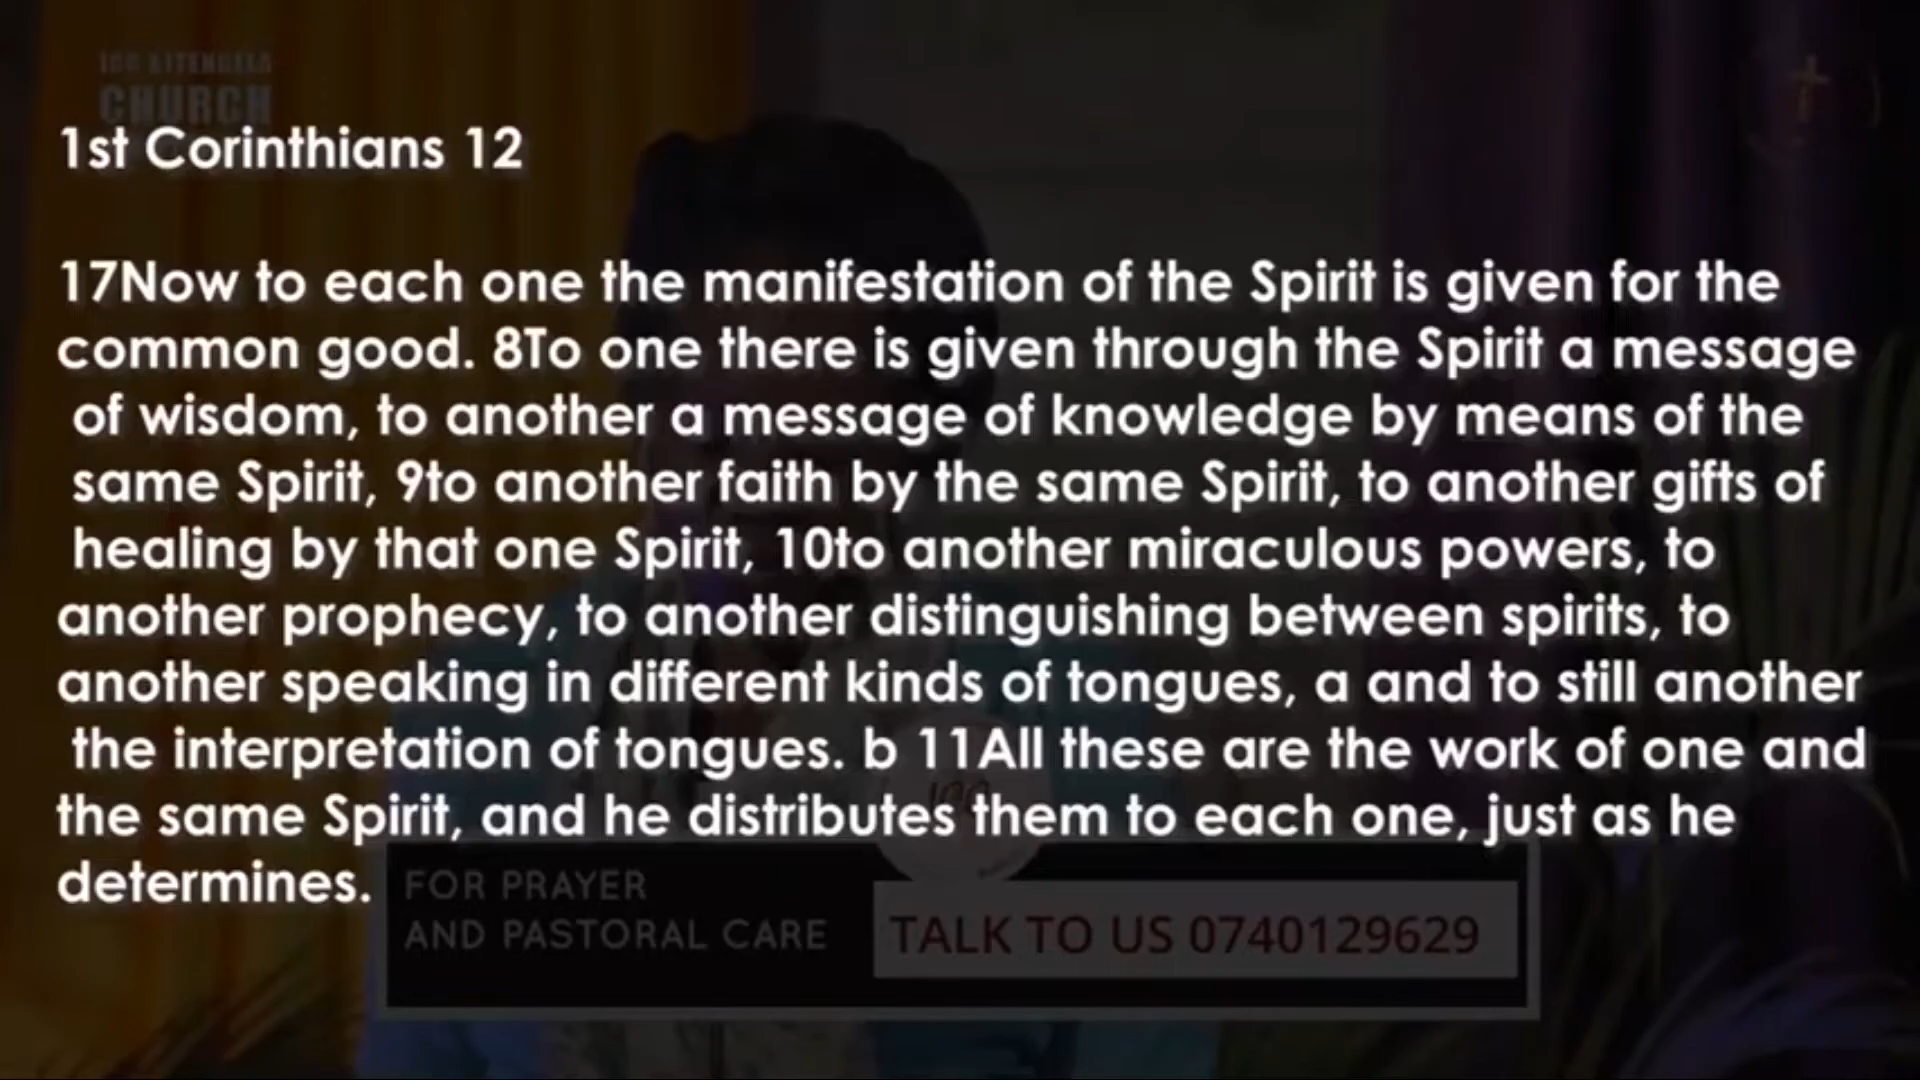 CHURCH
1st Corinthians 12
17Now to each one the manifestation of the Spirit is given for the
common good. 8To one there is given through the Spirit a message
of wisdom, to another a message of knowledge by means of the
same Spirit, 9to another faith by the same Spirit, to another gifts of
healing by that one Spirit, 10to another miraculous powers, to
another prophecy, to another distinguishing between spirits, to
another speaking in different kinds of tongues, a and to still another
the interpretation of tongues. b 11All these are the work of one and
the same Spirit, and he distributes them to each one, just as he
determines.
FOR PRAYER
AND PASTORAL CARE
TALK TO US 0740129629